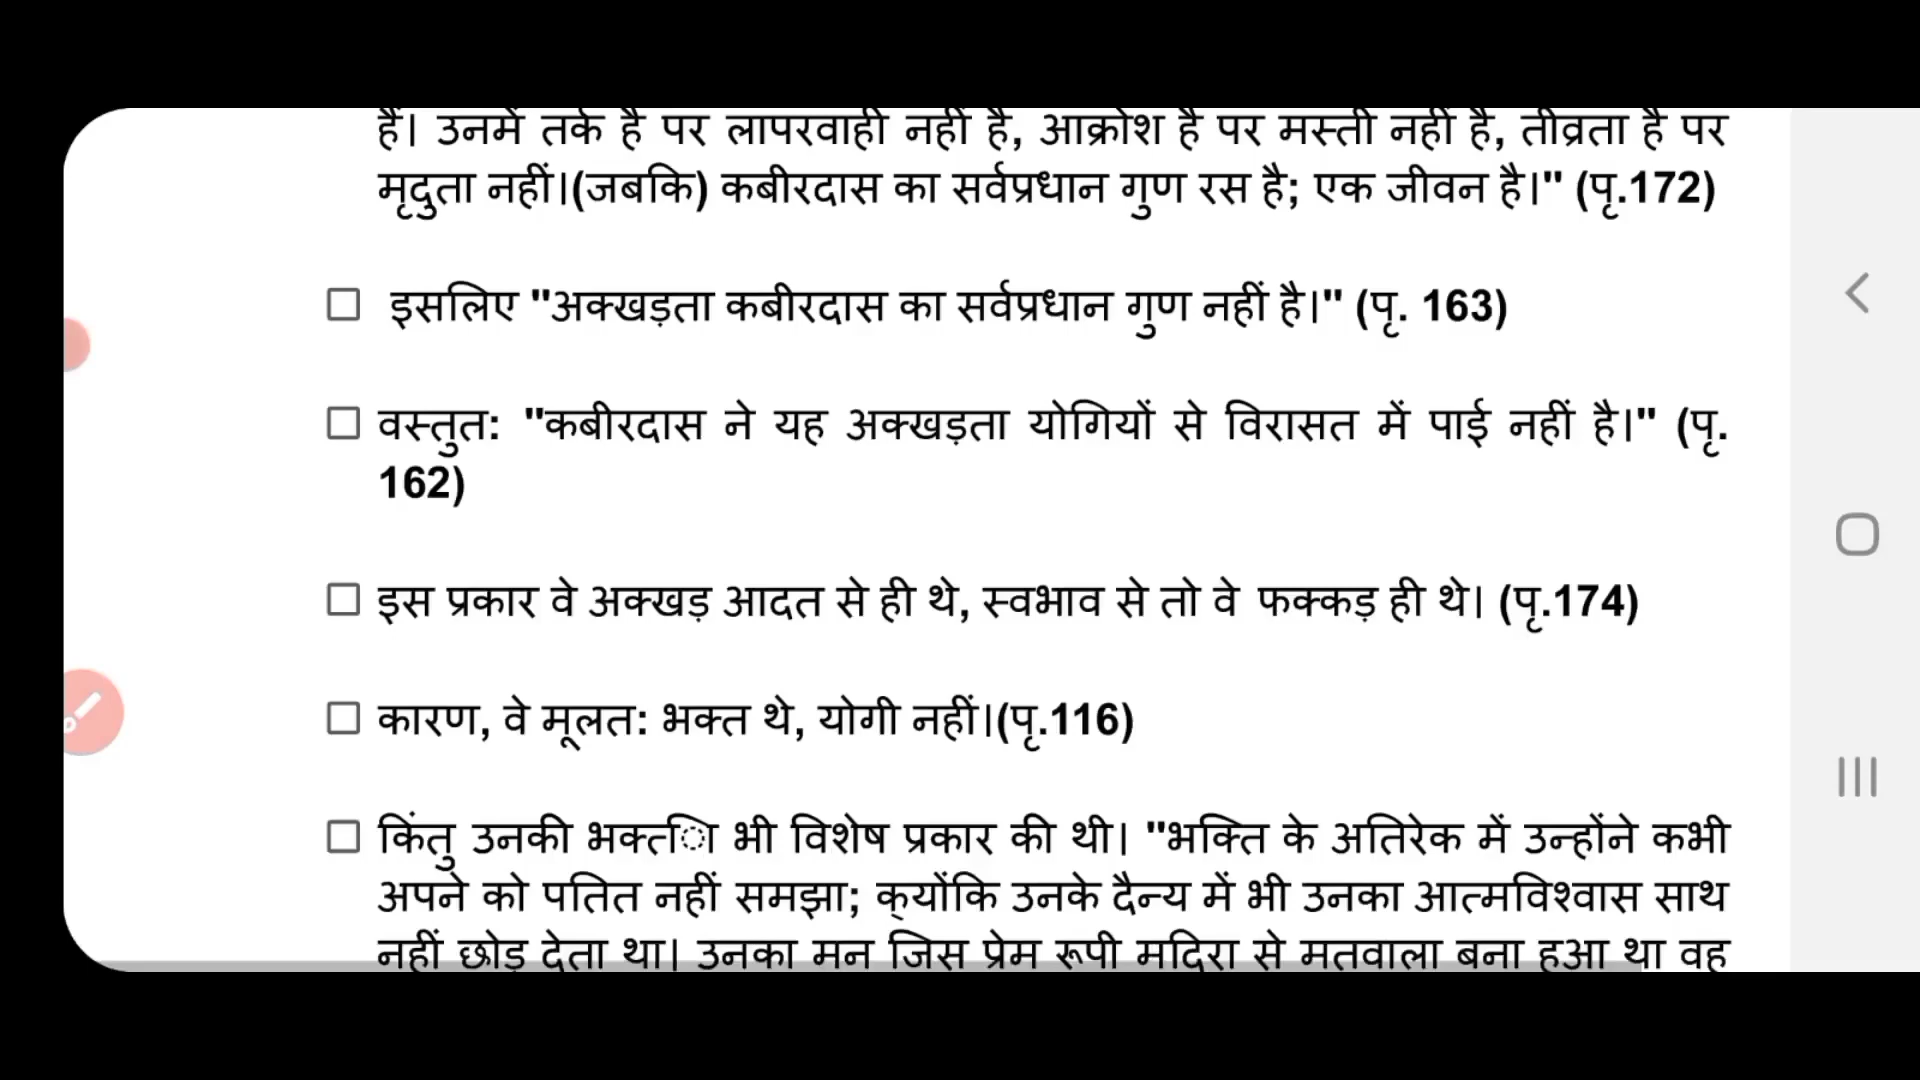 हैं। उनमें तर्क है पर लापरवाही नहीं है, आक्रोश है पर मस्ती नहीं है, तीव्रता है पर
मृदुता नहीं।(जबकि) कबीरदास का सर्वप्रधान गुण रस है; एक जीवन है।" (पृ.172)
इसलिए "अक्खड़ता कबीरदास का सर्वप्रधान गुण नहीं है।" (पृ. 163)
वस्तुत: "कबीरदास ने यह अक्खड़ता योगियों से विरासत में पाई नहीं है।" (पृ.
162)
इस प्रकार वे अक्खड़ आदत से ही थे, स्वभाव से तो वे फक्कड़ ही थे। (पृ.174)
कारण, वे मूलत: भक्त थे, योगी नहीं।(पृ.116)
किंतु उनकी भक्तिा भी विशेष प्रकार की थी। "भक्ति के अतिरेक में उन्होंने कभी
अपने को पतित नहीं समझा; क्‌योंकि उनके दैन्य में भी उनका आत्मविश्वास साथ
नहीं छोड़ देता था। उनका मन जिस प्रेम रूपी मदिरा से मतवाला बना हुआ था वह